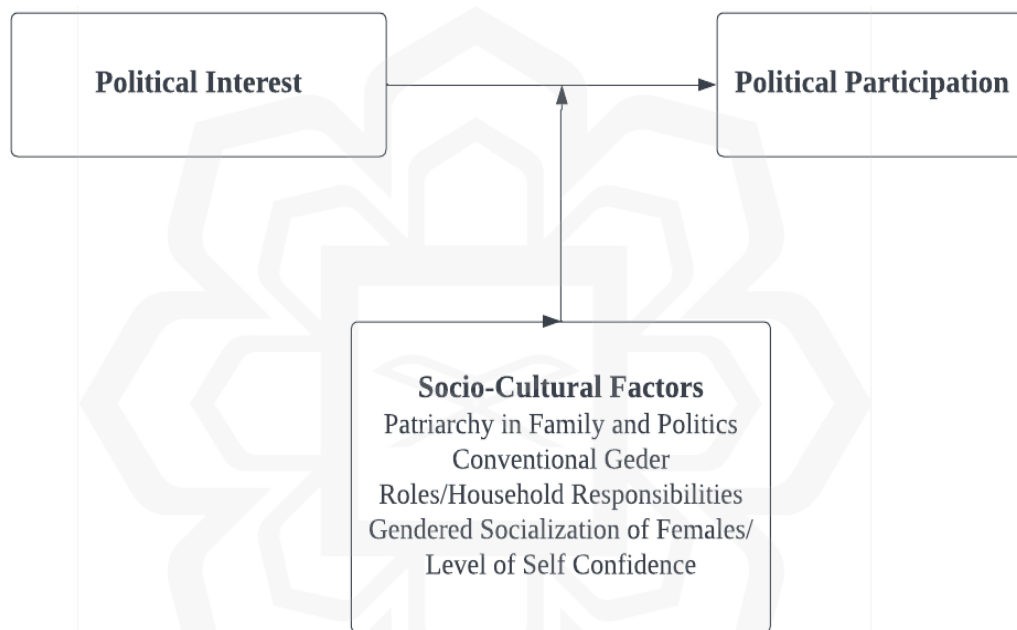 Political Interest
Political Participation
Socio-Cultural Factors
Patriarchy in Family and Politics
Conventional Geder
Roles/Household Responsibilities
Gendered Socialization of Females/
Level of Self Confidence